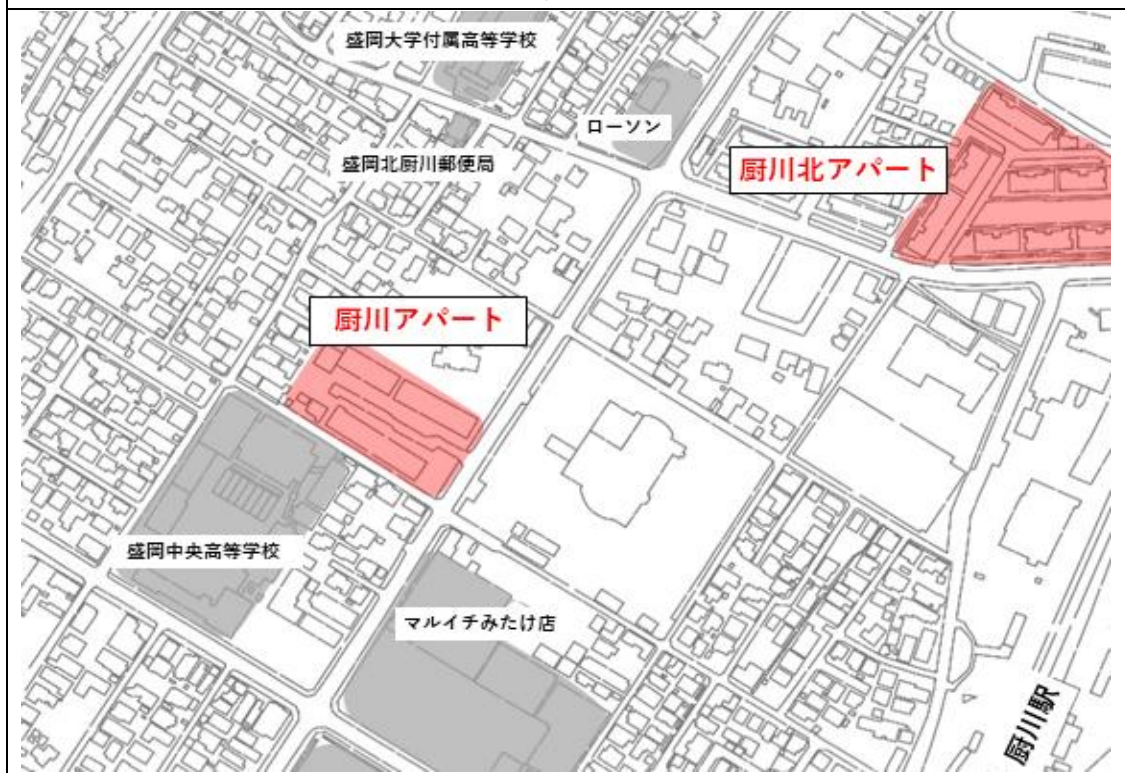 盛岡大学付属高等学校
ローソン
盛岡北厨川郵便局
厨川北アパート
厨川アパート
盛岡中央高等学校
マルイチみたけ店
厨川駅